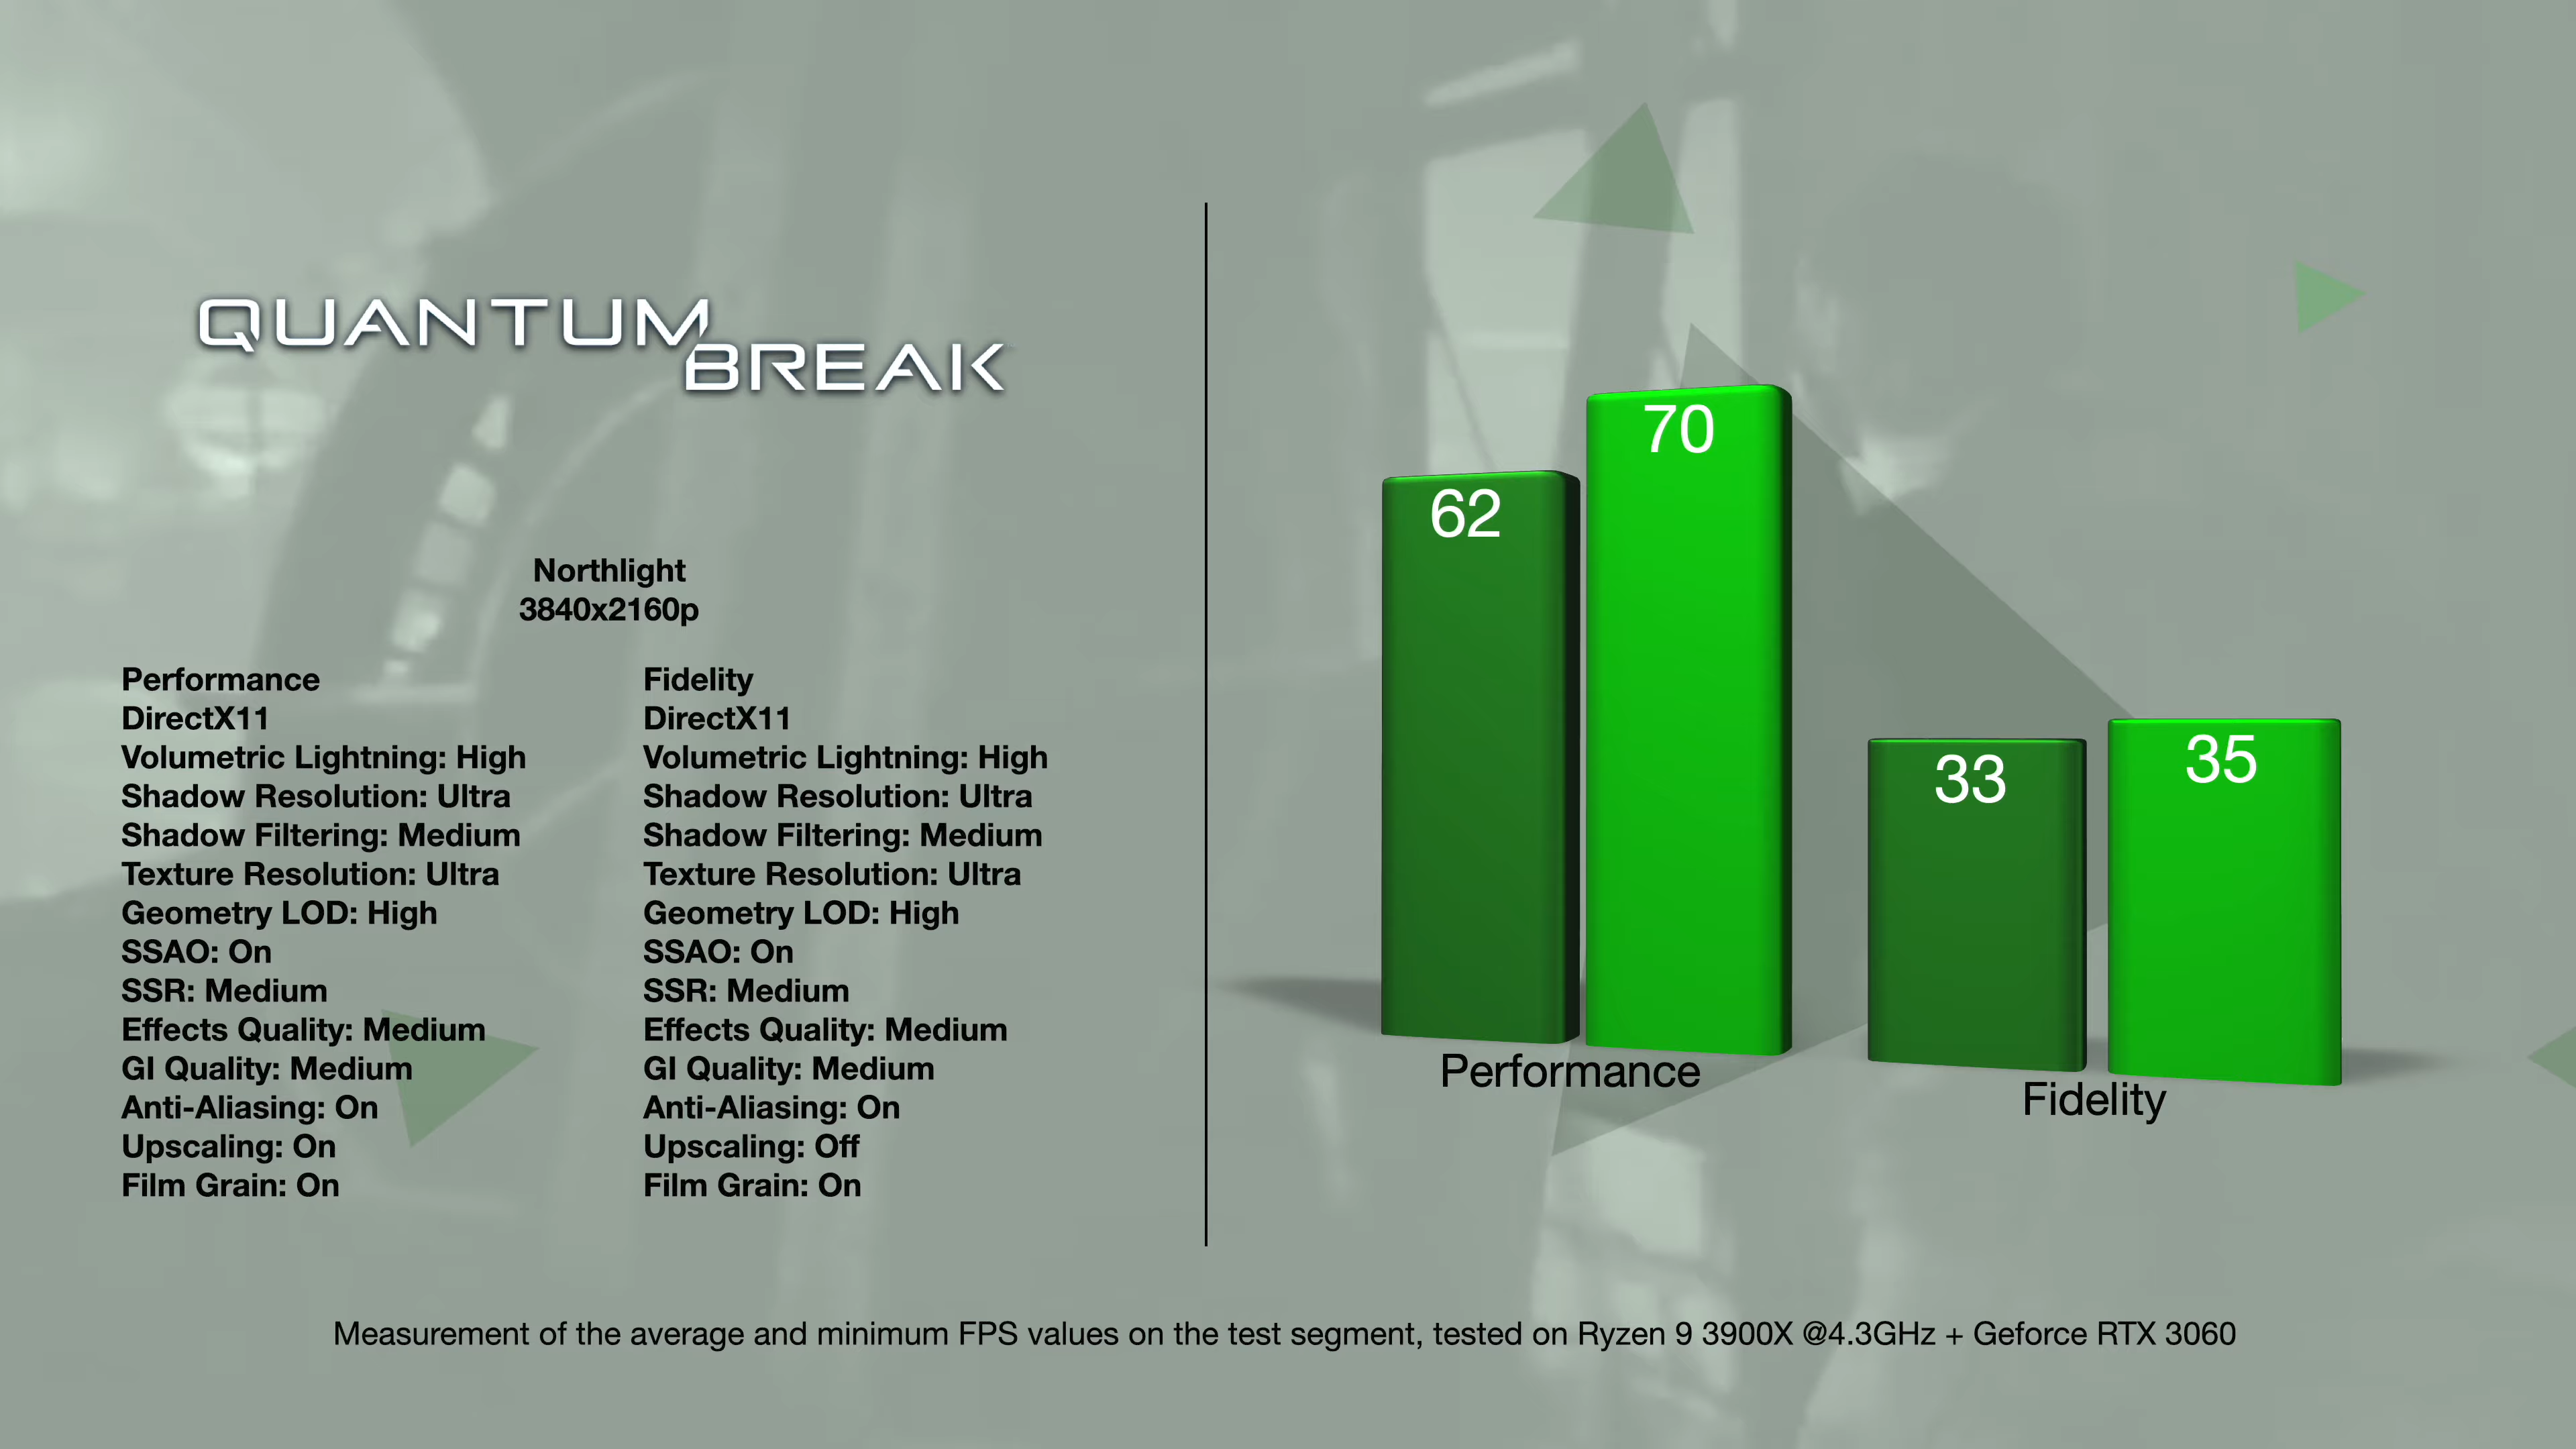 QUANTUM
BREAK
Northlight
3840x2160p
Performance
DirectX11
Volumetric Lightning: High
Shadow Resolution: Ultra
Shadow Filtering: Medium
Texture Resolution: Ultra
Geometry LOD: High
SSAO: On
SSR: Medium
Effects Quality: Medium
GI Quality: Medium
Anti-Aliasing: On
Upscaling: On
Film Grain: On
Fidelity
DirectX11
Volumetric Lightning: High
Shadow Resolution: Ultra
Shadow Filtering: Medium
Texture Resolution: Ultra
Geometry LOD: High
SSAO: On
SSR: Medium
Effects Quality: Medium
GI Quality: Medium
Anti-Aliasing: On
Upscaling: Off
Film Grain: On
62
70
33
35
Performance
Fidelity
Measurement of the average and minimum FPS values on the test segment, tested on Ryzen 9 3900X @4.3GHz + Geforce RTX 3060